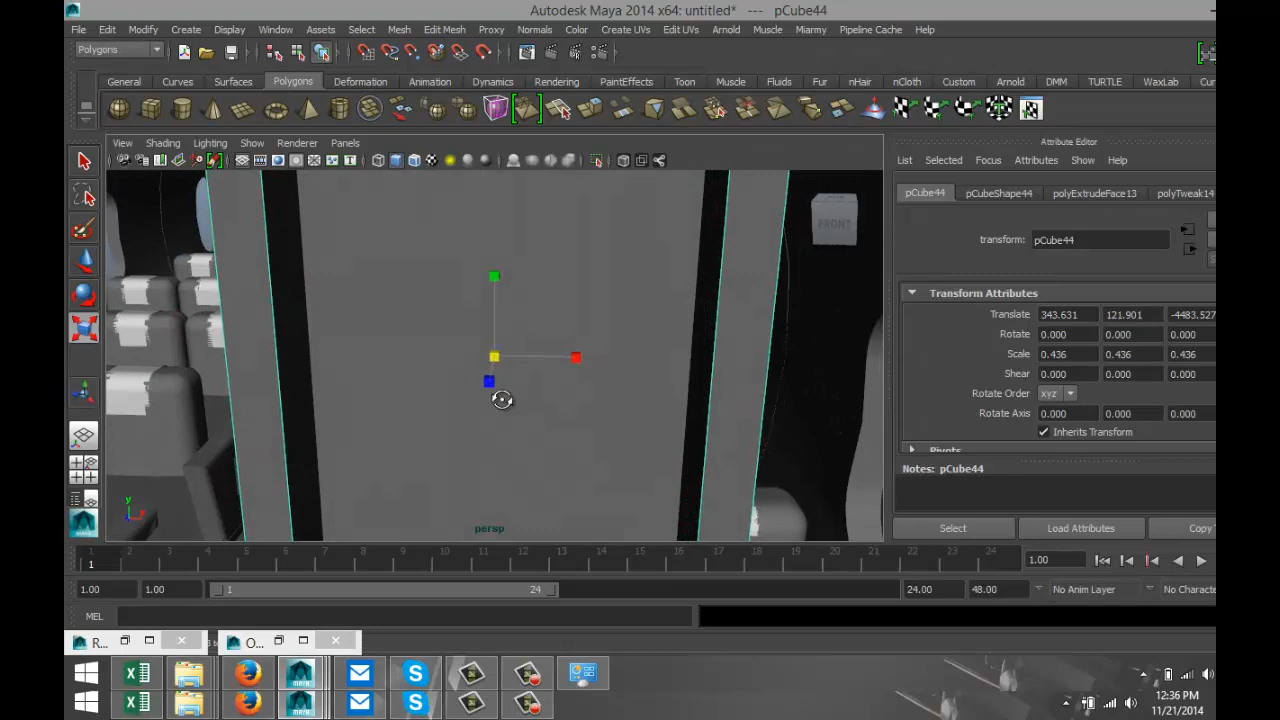 Autodesk Maya 2014 x64: untitled* --- pCube44
File Edit Modify Create Display Window Assets Select Mesh Edit Mesh Proxy Normals Color Create UVs Edit UVs Arnold Muscle Miarmy Pipeline Cache Help
Polygons
General Curves Surfaces Polygons Deformation Animation Dynamics Rendering PaintEffects Toon Muscle Fluids Fur nHair nCloth Custom Arnold DMM TURTLE WaxLab Cur
View Shading Lighting Show Renderer Panels
Attribute Editor
List Selected Focus Attributes Show Help
pCube44 pCubeShape44 polyExtrudeFace13 polyTweak14
FRONT
transform: pCube44
Transform Attributes
Translate 343.631 121.901 -4483.527
Rotate 0.000 0.000 0.000
Scale 0.436 0.436 0.436
Shear 0.000 0.000 0.000
Rotate Order xyz
Rotate Axis 0.000 0.000 0.000
Inherits Transform
Pivots
Notes: pCube44
y
persp
Select Load Attributes Copy
1 2 3 4 5 6 7 8 9 10 11 12 13 14 15 16 17 18 19 20 21 22 23 24
1 1.00
1.00 1.00 1 24 24.00 48.00 No Anim Layer No Charact
MEL
R... O...
12:36 PM
11/21/2014